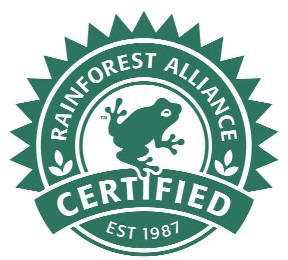 RAINFOREST ALLIANCE
™
CERTIFIED
EST 1987